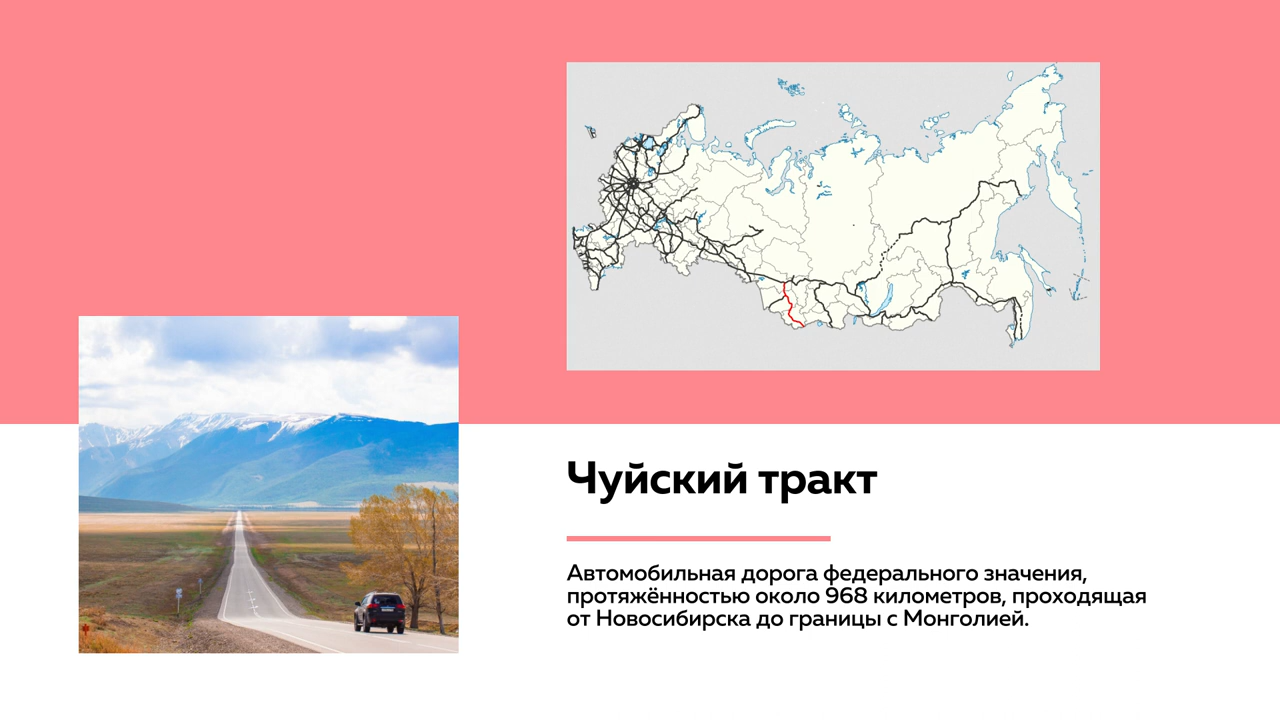 Чуйский тракт
Автомобильная дорога федерального значения,
протяжённостью около 968 километров, проходящая
от Новосибирска до границы с Монголией.